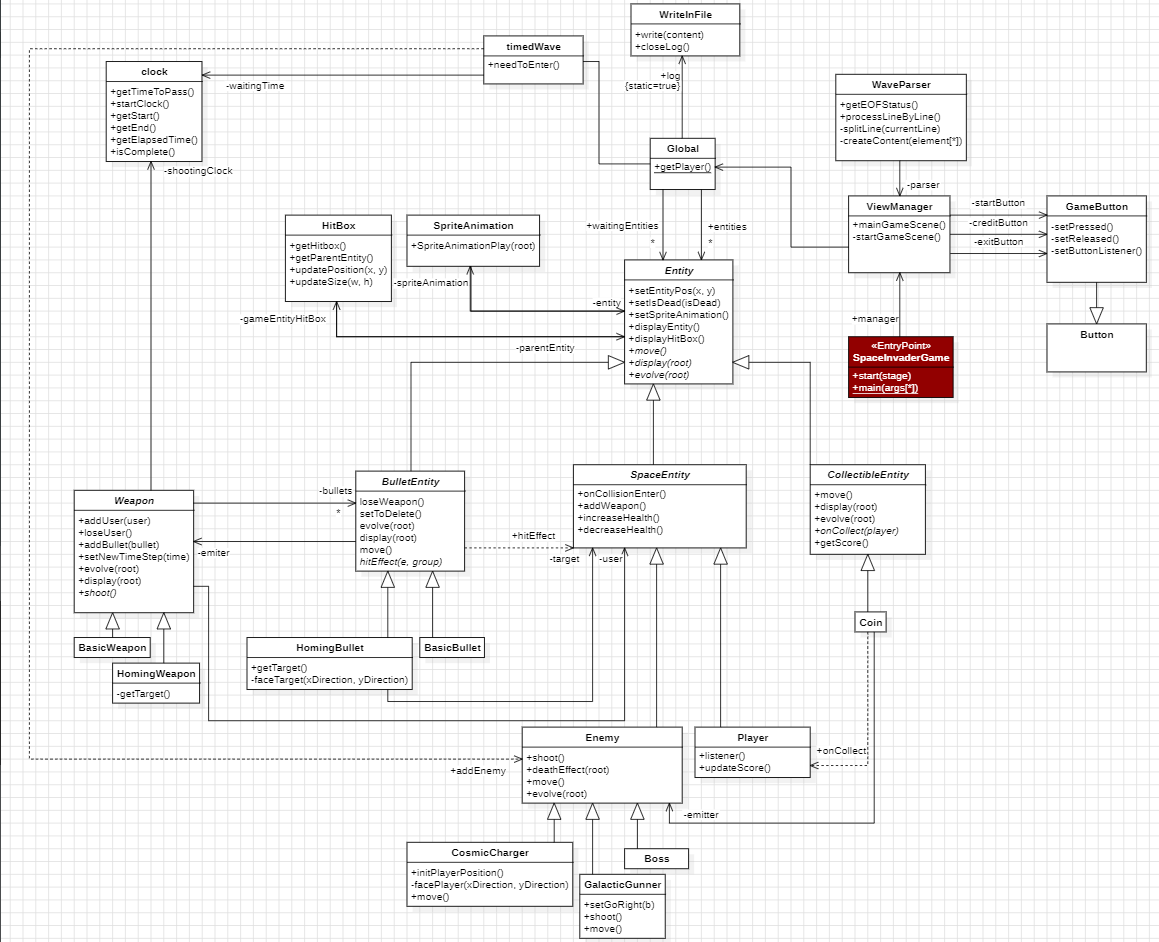 WriteInFile
+write(content)
+closeLog()
timedWave
+needToEnter()
clock
+getTimeToPass()
+startClock()
+getStart()
+getEnd()
+getElapsedTime()
+isComplete()
-waitingTime
+log
{static=true}
WaveParser
+getEOFStatus()
+processLineByLine()
-splitLine(currentLine)
-createContent(element[*])
Global
+getPlayer()
-shootingClock
-parser
ViewManager
+mainGameScene()
-startGameScene()
-startButton
-creditButton
-exitButton
GameButton
-setPressed()
-setReleased()
-setButtonListener()
HitBox
+getHitbox()
+getParentEntity()
+updatePosition(x, y)
+updateSize(w, h)
SpriteAnimation
+SpriteAnimationPlay(root)
+waitingEntities
*
+entities
*
Entity
+setEntityPos(x, y)
+setIsDead(isDead)
+setSpriteAnimation()
+displayEntity()
+displayHitBox()
+move()
+display(root)
+evolve(root)
-spriteAnimation
-entity
-gameEntityHitBox
-parentEntity
+manager
Button
«EntryPoint»
SpaceInvaderGame
+start(stage)
+main(args[*])
Weapon
+addUser(user)
+loseUser()
+addBullet(bullet)
+setNewTimeStep(time)
+evolve(root)
+display(root)
+shoot()
-bullets
*
-emiter
BulletEntity
loseWeapon()
setToDelete()
evolve(root)
display(root)
move()
hitEffect(e, group)
+hitEffect
SpaceEntity
+onCollisionEnter()
+addWeapon()
+increaseHealth()
+decreaseHealth()
-target
-user
CollectibleEntity
+move()
+display(root)
+evolve(root)
+onCollect(player)
+getScore()
BasicWeapon
HomingWeapon
-getTarget()
HomingBullet
+getTarget()
-faceTarget(xDirection, yDirection)
BasicBullet
Coin
Enemy
+shoot()
+deathEffect(root)
+move()
+evolve(root)
+addEnemy
Player
+listener()
+updateScore()
+onCollect
-emitter
CosmicCharger
+initPlayerPosition()
-facePlayer(xDirection, yDirection)
+move()
Boss
GalacticGunner
+setGoRight(b)
+shoot()
+move()